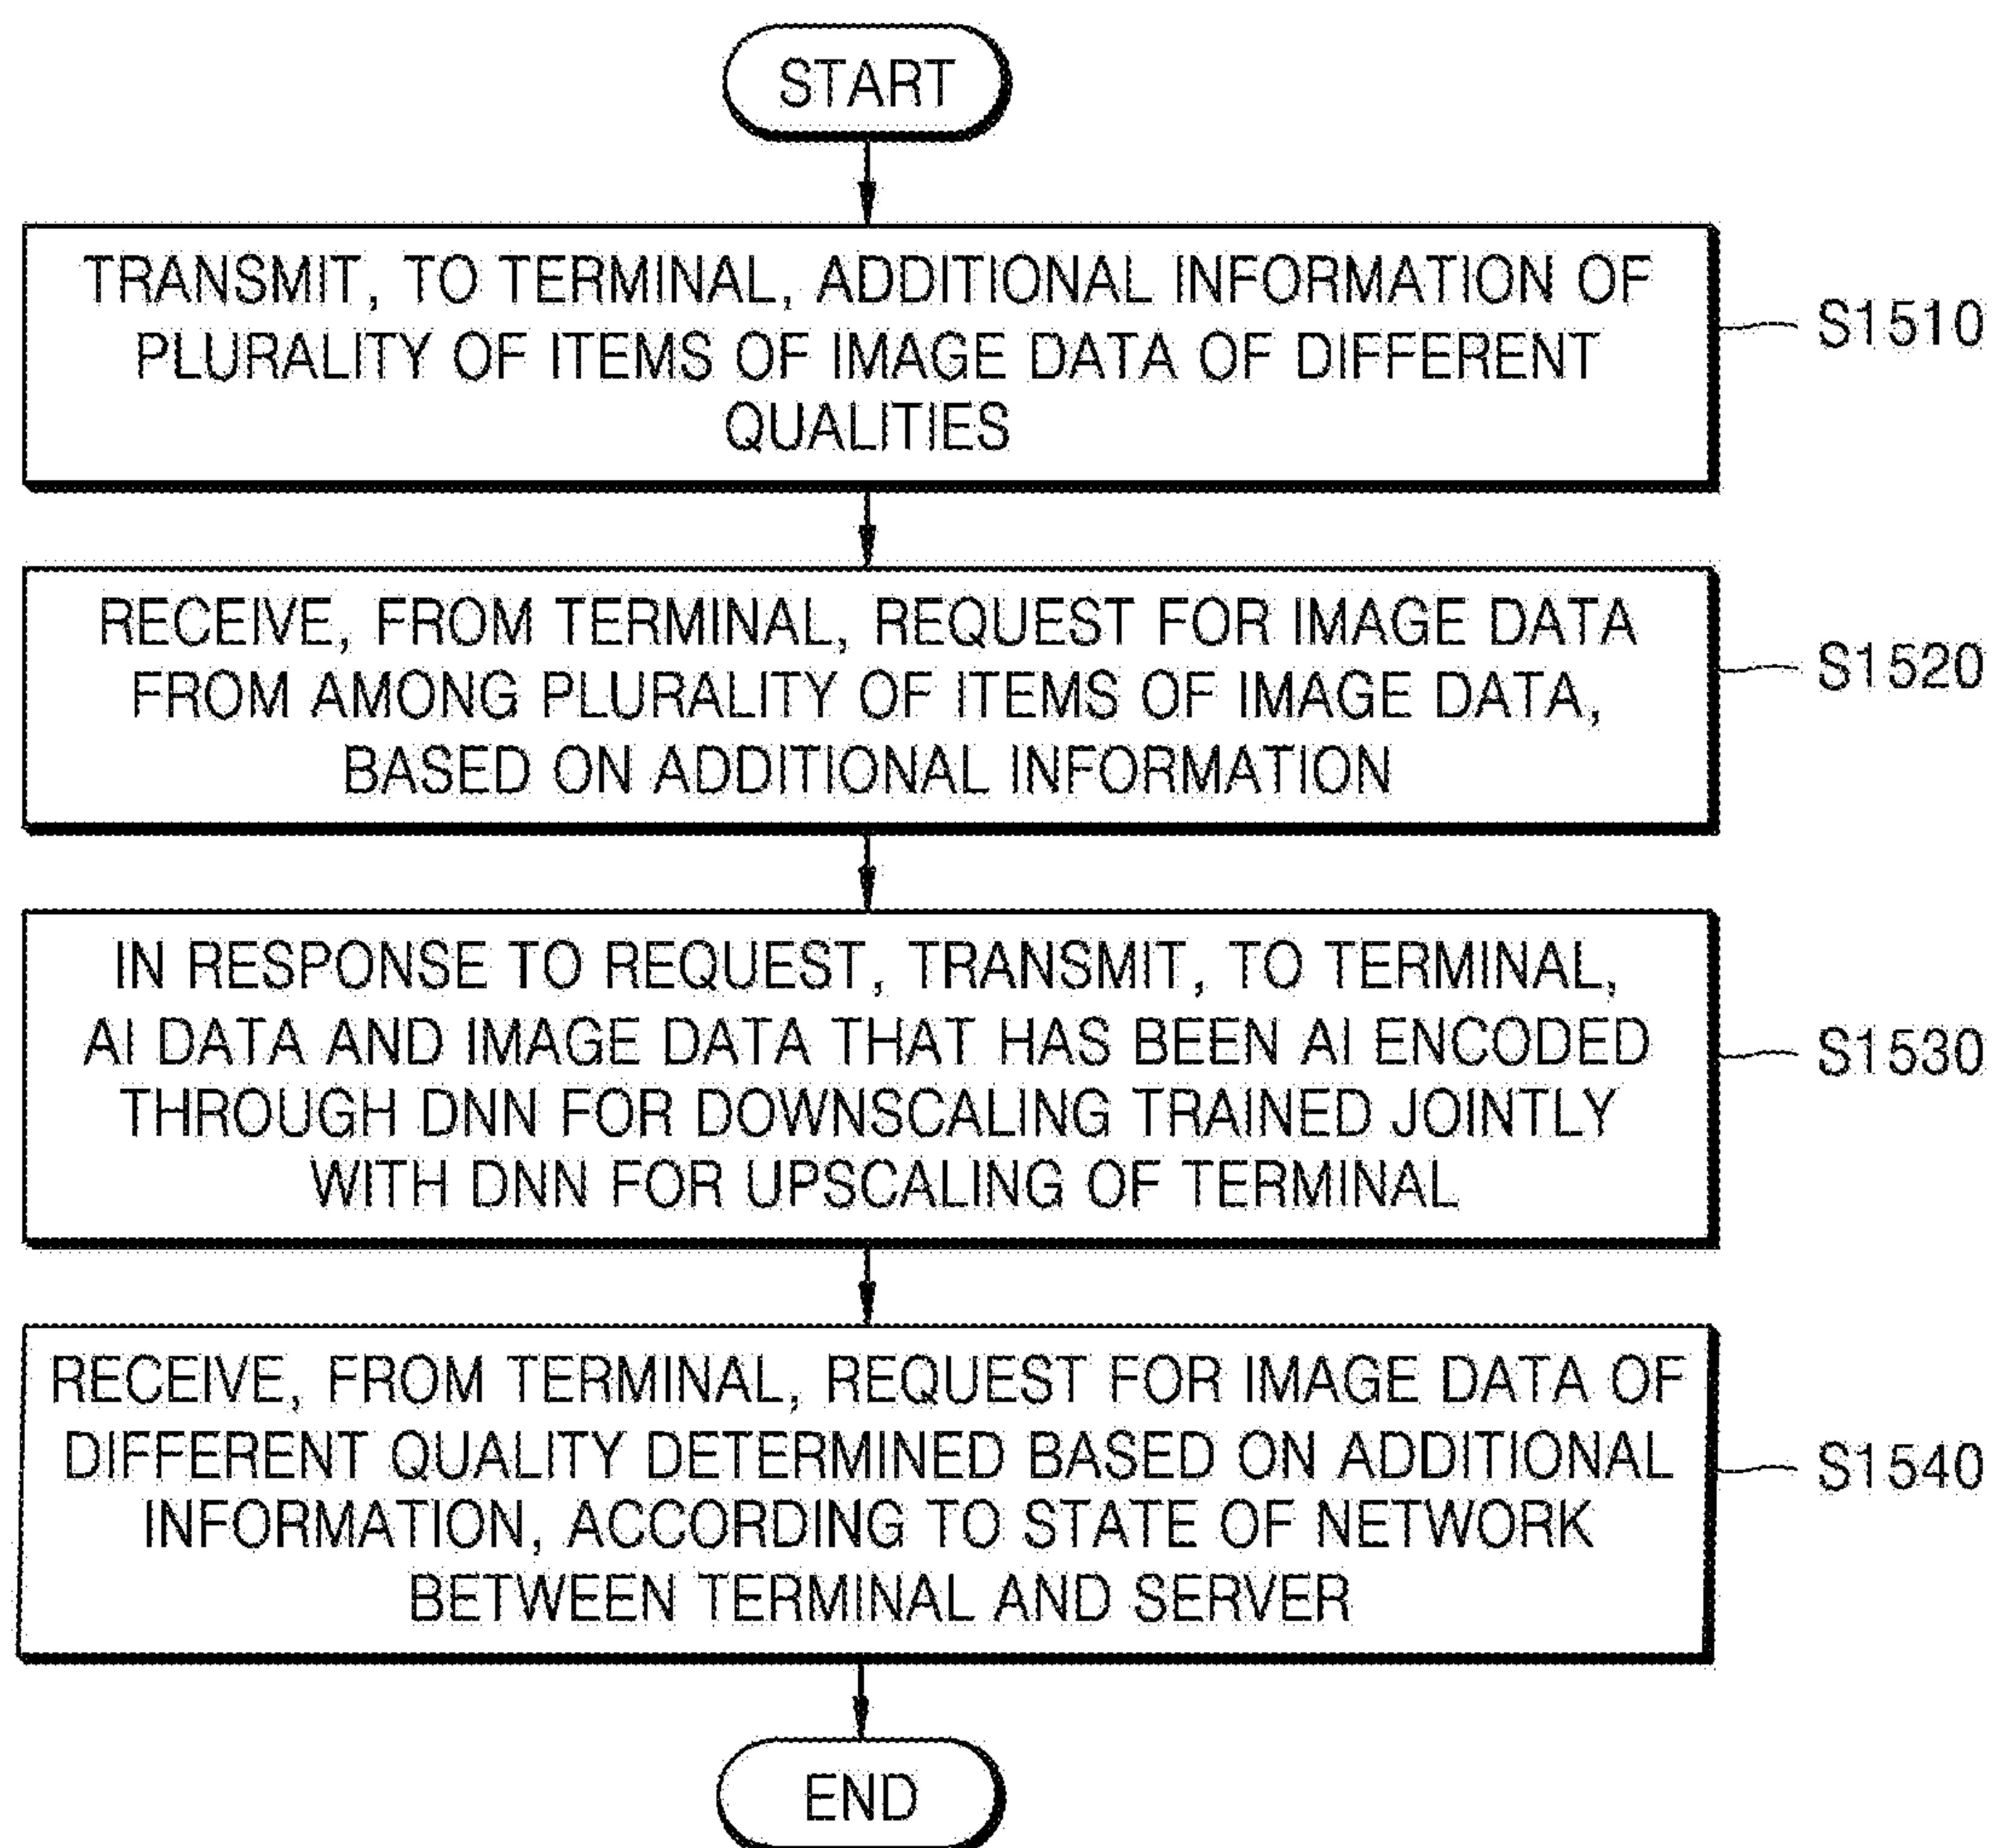 START
TRANSMIT, TO TERMINAL, ADDITIONAL INFORMATION OF
PLURALITY OF ITEMS OF IMAGE DATA OF DIFFERENT
QUALITIES
S1510
RECEIVE, FROM TERMINAL, REQUEST FOR IMAGE DATA
FROM AMONG PLURALITY OF ITEMS OF IMAGE DATA,
BASED ON ADDITIONAL INFORMATION
S1520
IN RESPONSE TO REQUEST, TRANSMIT, TO TERMINAL,
AI DATA AND IMAGE DATA THAT HAS BEEN AI ENCODED
THROUGH DNN FOR DOWNSCALING TRAINED JOINTLY
WITH DNN FOR UPSCALING OF TERMINAL
S1530
RECEIVE, FROM TERMINAL, REQUEST FOR IMAGE DATA OF
DIFFERENT QUALITY DETERMINED BASED ON ADDITIONAL
INFORMATION, ACCORDING TO STATE OF NETWORK
BETWEEN TERMINAL AND SERVER
S1540
END